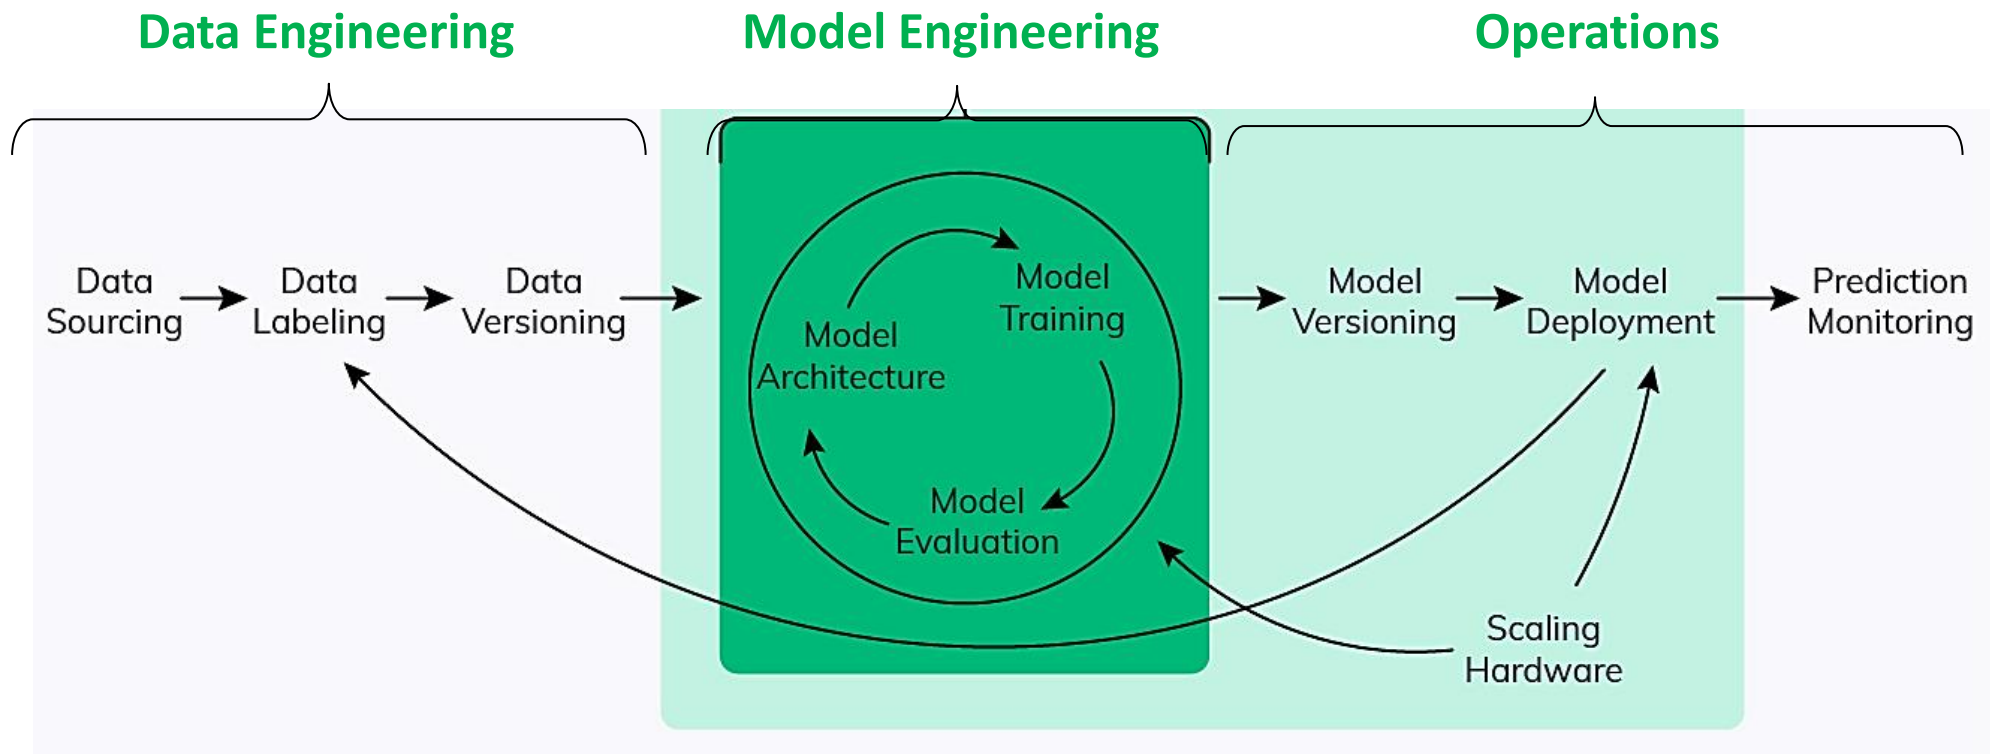 Data Engineering
Model Engineering
Operations
Data
Sourcing
Data
Labeling
Data
Versioning
Model
Architecture
Model
Training
Model
Evaluation
Model
Versioning
Model
Deployment
Prediction
Monitoring
Scaling
Hardware